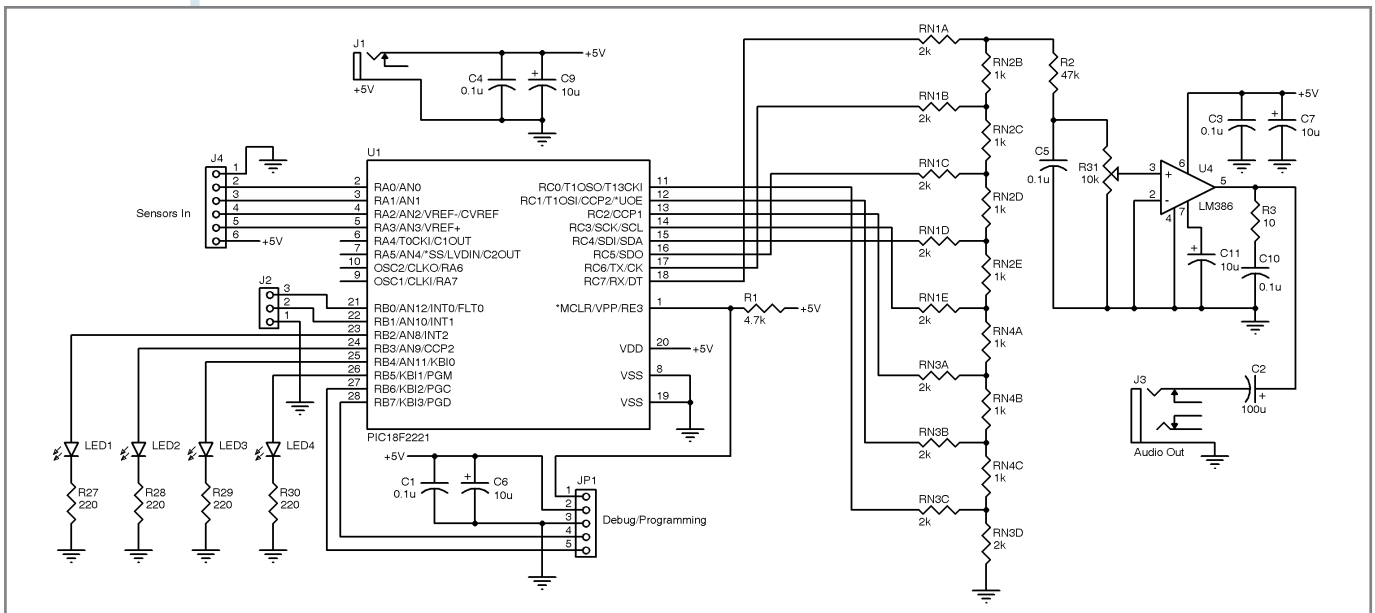 J1
+5V
+5V
C4
0.1u
+
C9
10u
RN1A
2k
RN2B
1k
R2
47k
RN1B
2k
RN2C
1k
RN1C
2k
RN2D
1k
RN1D
2k
RN2E
1k
RN1E
2k
RN4A
1k
RN3A
2k
RN4B
1k
RN3B
2k
RN4C
1k
RN3C
2k
RN3D
2k
C5
0.1u
R31
10k
+5V
C3
0.1u
+
C7
10u
U4
LM386
3
+
2
-
6
5
4
7
+
C11
10u
R3
10
C10
0.1u
C2
+
100u
J3
Audio Out
J4
1
2
3
4
5
6
+5V
Sensors In
J2
3
2
1
U1
PIC18F2221
2 RA0/AN0
3 RA1/AN1
4 RA2/AN2/VREF-/CVREF
5 RA3/AN3/VREF+
6 RA4/T0CKI/C1OUT
7 RA5/AN4/*SS/LVDIN/C2OUT
10 OSC2/CLKO/RA6
9 OSC1/CLKI/RA7
21 RB0/AN12/INT0/FLT0
22 RB1/AN10/INT1
23 RB2/AN8/INT2
24 RB3/AN9/CCP2
25 RB4/AN11/KBI0
26 RB5/KBI1/PGM
27 RB6/KBI2/PGC
28 RB7/KBI3/PGD
RC0/T1OSO/T13CKI 11
RC1/T1OSI/CCP2/*UOE 12
RC2/CCP1 13
RC3/SCK/SCL 14
RC4/SDI/SDA 15
RC5/SDO 16
RC6/TX/CK 17
RC7/RX/DT 18
*MCLR/VPP/RE3 1
VDD 20
+5V
VSS 8
VSS 19
R1
4.7k
+5V
LED1
LED2
LED3
LED4
R27
220
R28
220
R29
220
R30
220
+5V
C1
0.1u
+
C6
10u
JP1
1
2
3
4
5
Debug/Programming